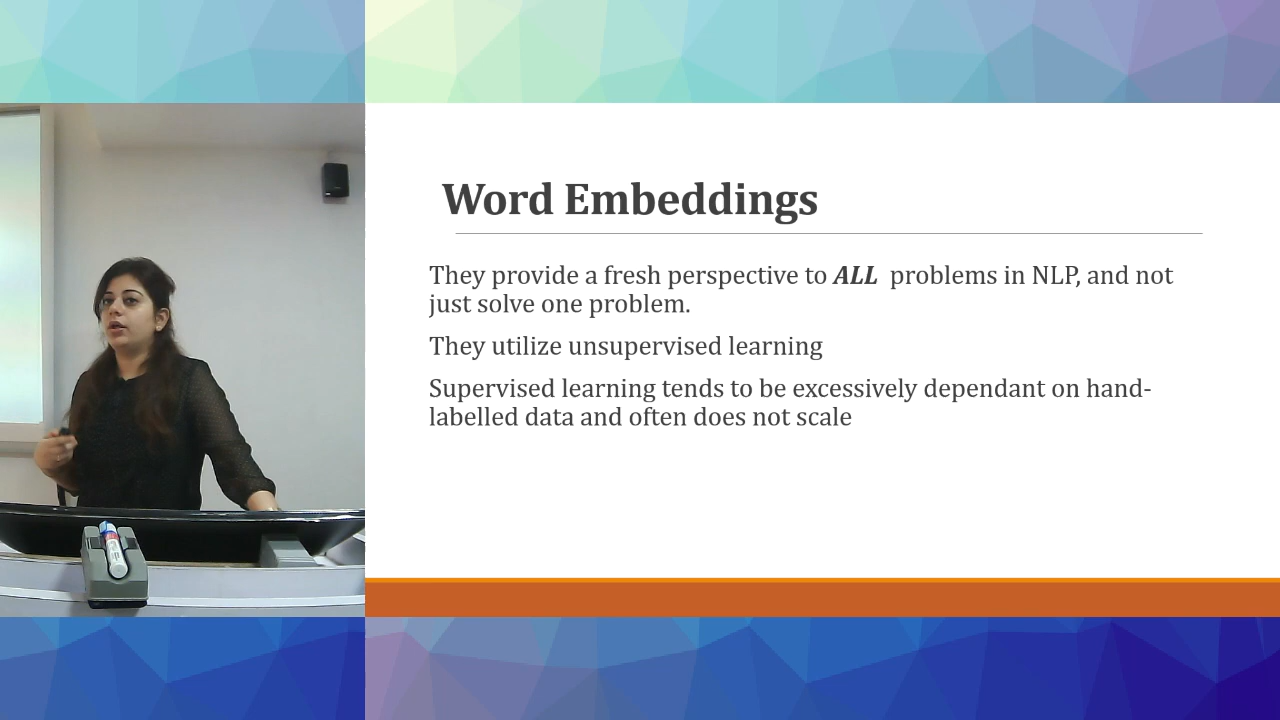 Word Embeddings
They provide a fresh perspective to ALL problems in NLP, and not
just solve one problem.
They utilize unsupervised learning
Supervised learning tends to be excessively dependant on hand-
labelled data and often does not scale